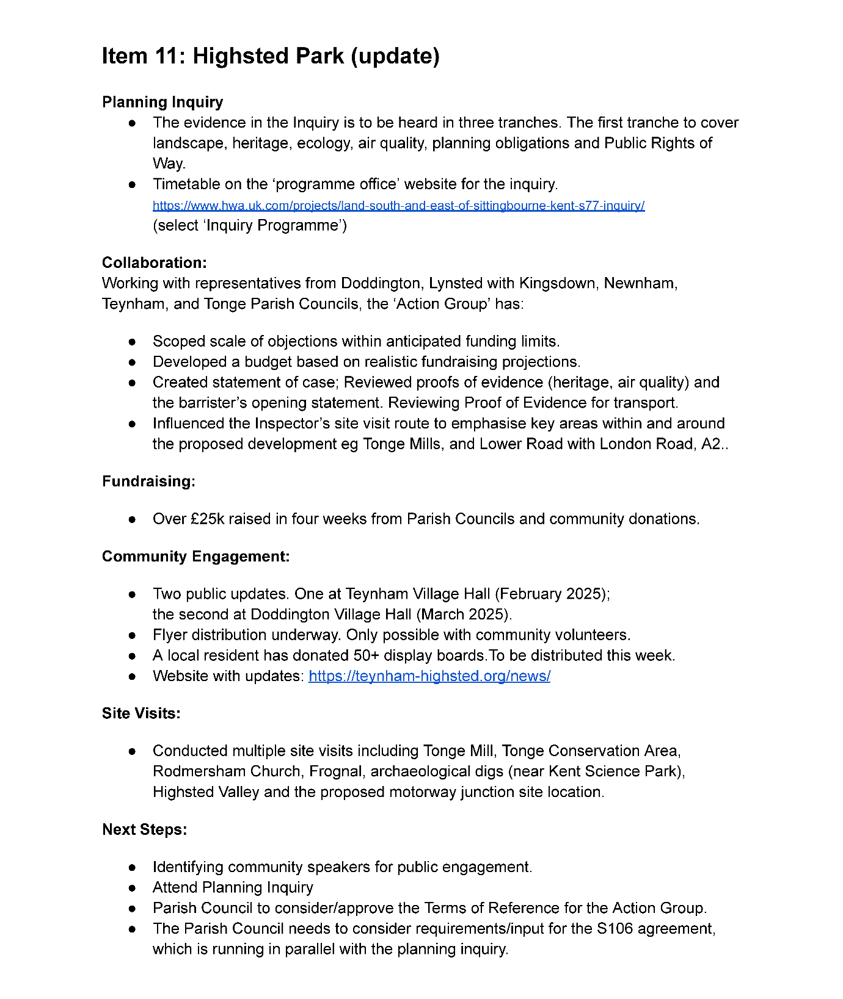 Item 11: Highsted Park (update)
Planning Inquiry
● The evidence in the Inquiry is to be heard in three tranches. The first tranche to cover
landscape, heritage, ecology, air quality, planning obligations and Public Rights of
Way.
● Timetable on the ‘programme office’ website for the inquiry.
https://www.hwa.uk.com/projects/land-south-and-east-of-sittingbourne-kent-s77-inquiry/
(select ‘Inquiry Programme’)
Collaboration:
Working with representatives from Doddington, Lynsted with Kingsdown, Newnham,
Teynham, and Tonge Parish Councils, the ‘Action Group’ has:
● Scoped scale of objections within anticipated funding limits.
● Developed a budget based on realistic fundraising projections.
● Created statement of case; Reviewed proofs of evidence (heritage, air quality) and
the barrister’s opening statement. Reviewing Proof of Evidence for transport.
● Influenced the Inspector’s site visit route to emphasise key areas within and around
the proposed development eg Tonge Mills, and Lower Road with London Road, A2..
Fundraising:
● Over £25k raised in four weeks from Parish Councils and community donations.
Community Engagement:
● Two public updates. One at Teynham Village Hall (February 2025);
the second at Doddington Village Hall (March 2025).
● Flyer distribution underway. Only possible with community volunteers.
● A local resident has donated 50+ display boards.To be distributed this week.
● Website with updates: https://teynham-highsted.org/news/
Site Visits:
● Conducted multiple site visits including Tonge Mill, Tonge Conservation Area,
Rodmersham Church, Frognal, archaeological digs (near Kent Science Park),
Highsted Valley and the proposed motorway junction site location.
Next Steps:
● Identifying community speakers for public engagement.
● Attend Planning Inquiry
● Parish Council to consider/approve the Terms of Reference for the Action Group.
● The Parish Council needs to consider requirements/input for the S106 agreement,
which is running in parallel with the planning inquiry.